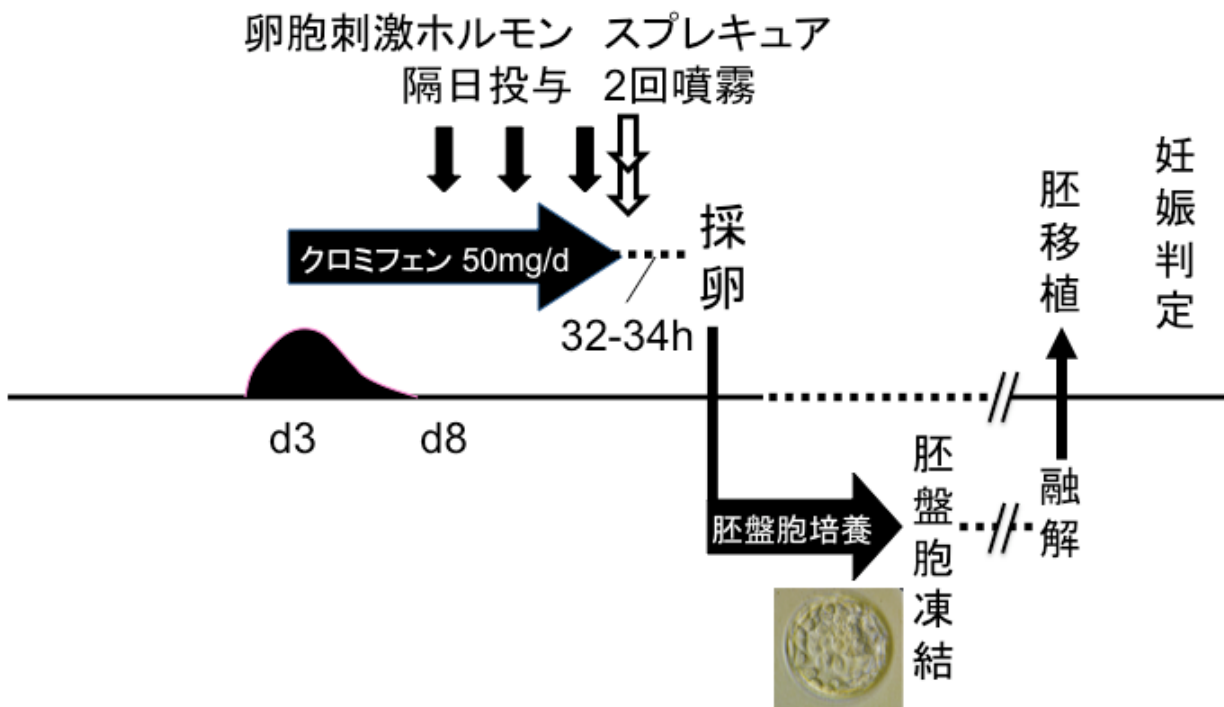 卵胞刺激ホルモン
隔日投与
スプレキュア
2回噴霧
クロミフェン 50mg/d
32-34h
採卵
胚移植
妊娠判定
d3
d8
胚盤胞培養
胚盤胞凍結
融解